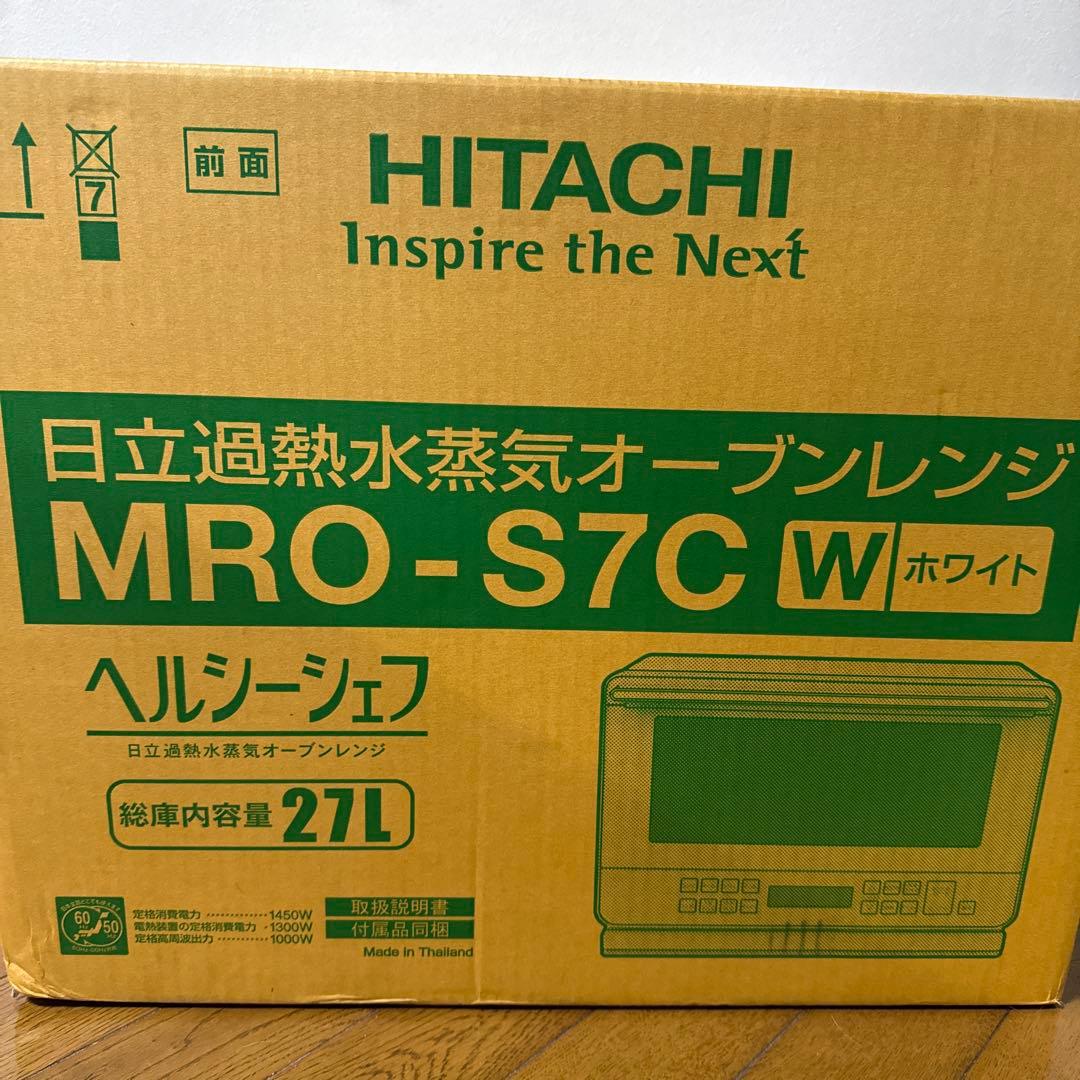 7
前面
HITACHI
Inspire the Next
日立過熱水蒸気オーブンレンジ
MRO-S7C W ホワイト
ヘルシーシェフ
日立過熱水蒸気オーブンレンジ
総庫内容量 27L
60
50
定格消費電力 ············ 1450W
電熱装置の定格消費電力 · 1300W
定格高周波出力 ·········· 1000W
取扱説明書
付属品同梱
Made in Thailand